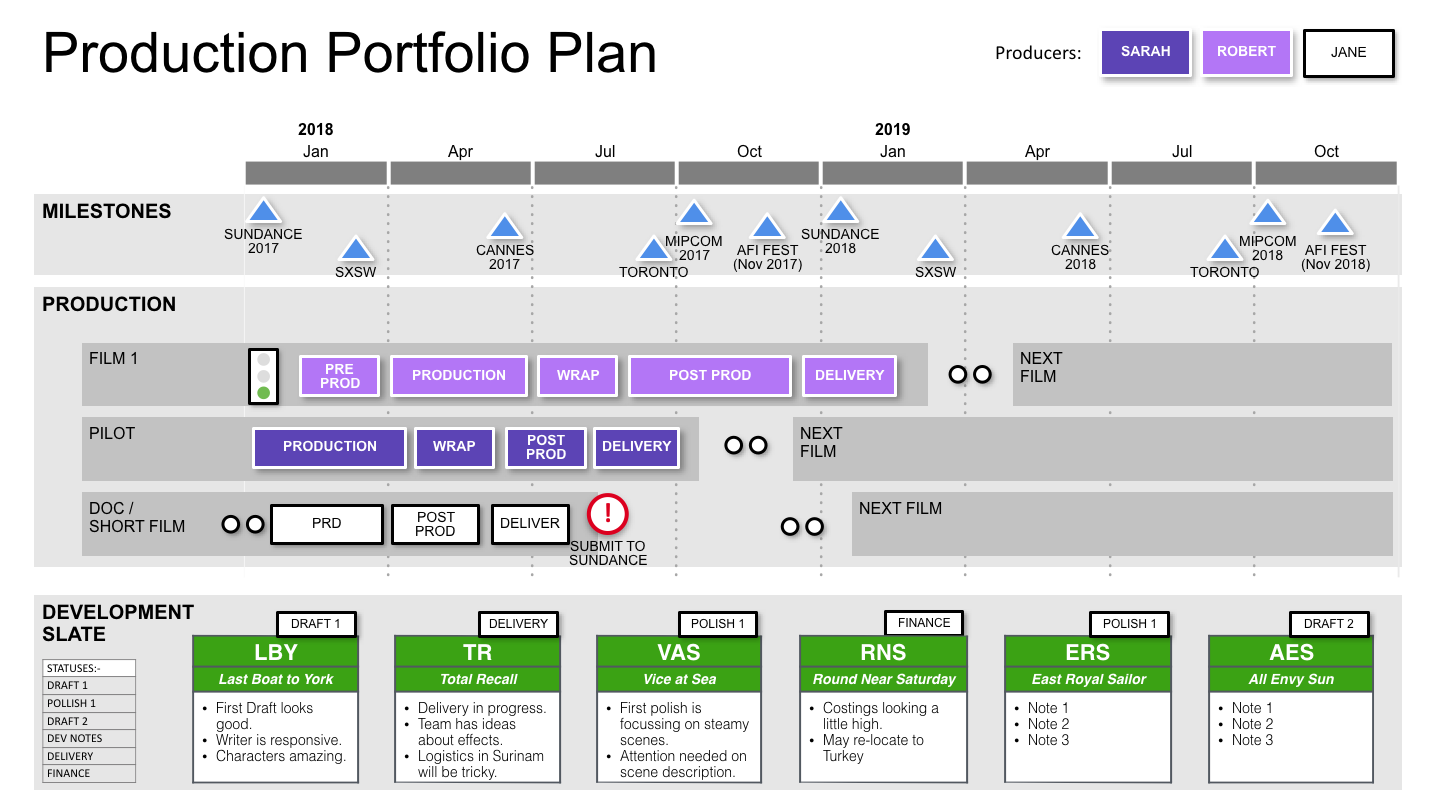 Production Portfolio Plan
Producers:
SARAH
ROBERT
JANE
2018
2019
Jan
Apr
Jul
Oct
Jan
Apr
Jul
Oct
MILESTONES
SUNDANCE
2017
SXSW
CANNES
2017
TORONTO
MIPCOM
2017
AFI FEST
(Nov 2017)
SUNDANCE
2018
SXSW
CANNES
2018
TORONTO
MIPCOM
2018
AFI FEST
(Nov 2018)
PRODUCTION
FILM 1
PRE
PROD
PRODUCTION
WRAP
POST PROD
DELIVERY
NEXT
FILM
PILOT
PRODUCTION
WRAP
POST
PROD
DELIVERY
NEXT
FILM
DOC /
SHORT FILM
PRD
POST
PROD
DELIVER
!
SUBMIT TO
SUNDANCE
NEXT FILM
DEVELOPMENT
SLATE
STATUSES:-
DRAFT 1
POLLISH 1
DRAFT 2
DEV NOTES
DELIVERY
FINANCE
DRAFT 1
LBY
Last Boat to York
• First Draft looks
good.
• Writer is responsive.
• Characters amazing.
DELIVERY
TR
Total Recall
• Delivery in progress.
• Team has ideas
about effects.
• Logistics in Surinam
will be tricky.
POLISH 1
VAS
Vice at Sea
• First polish is
focussing on steamy
scenes.
• Attention needed on
scene description.
FINANCE
RNS
Round Near Saturday
• Costings looking a
little high.
• May re-locate to
Turkey
POLISH 1
ERS
East Royal Sailor
• Note 1
• Note 2
• Note 3
DRAFT 2
AES
All Envy Sun
• Note 1
• Note 2
• Note 3